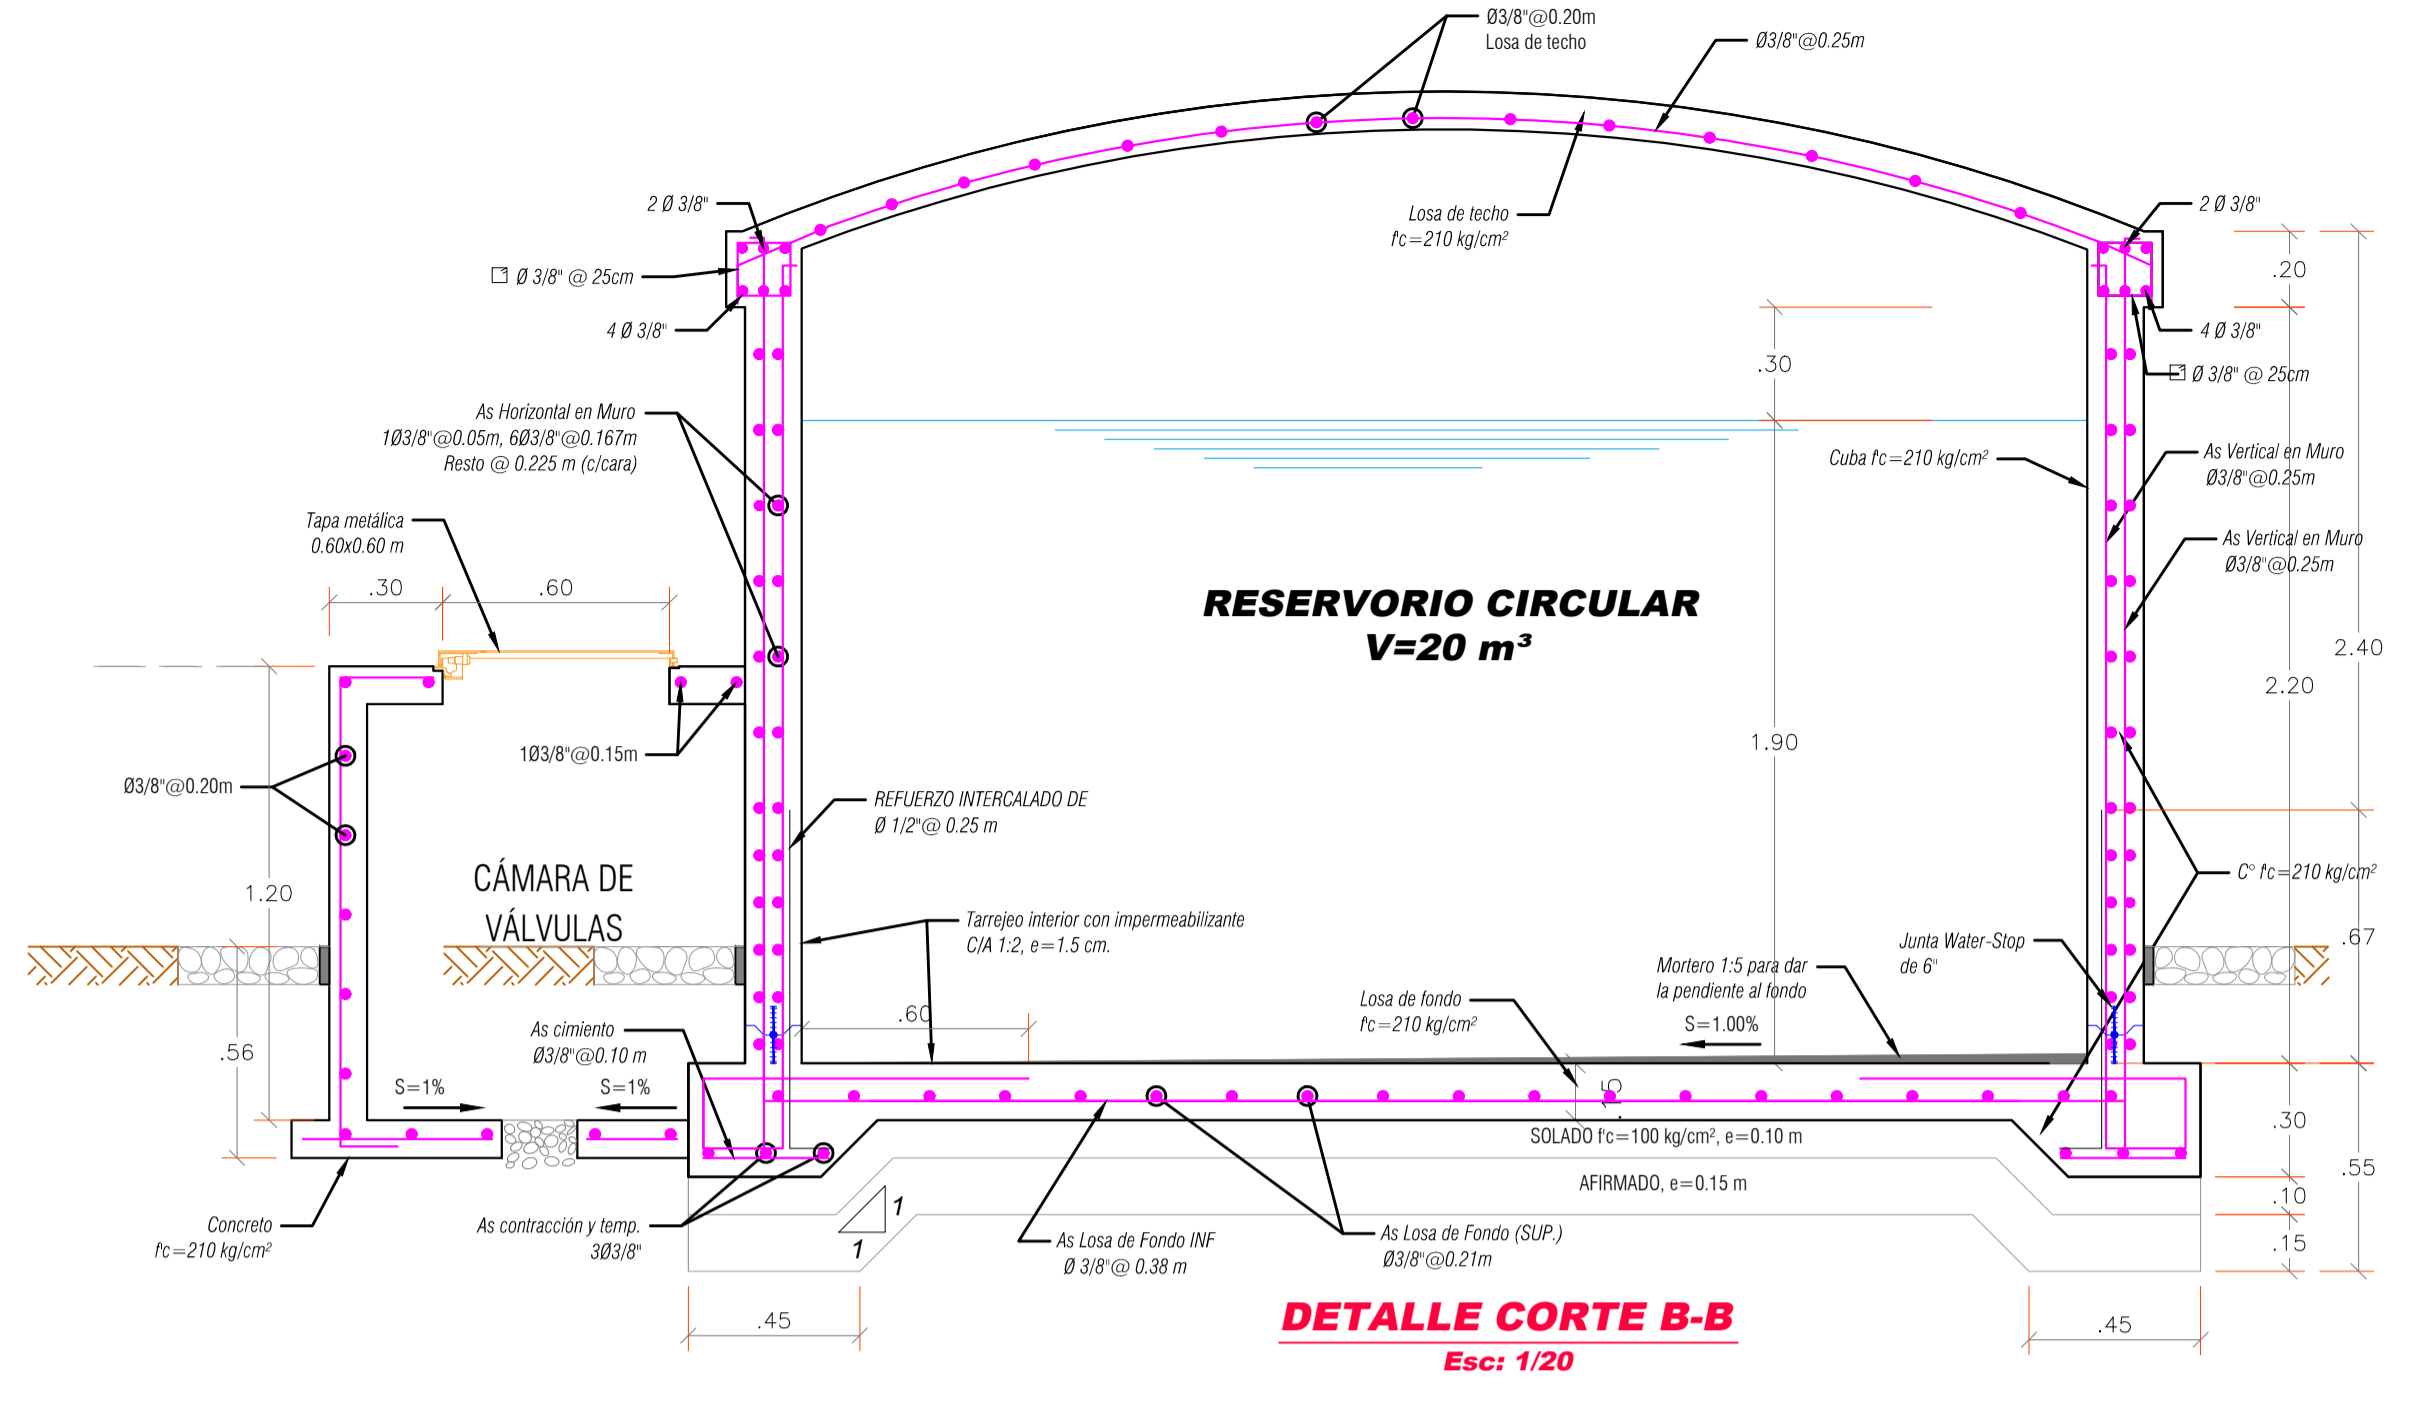 Ø3/8"@0.20m
Losa de techo
Ø3/8"@0.25m
2 Ø 3/8"
Ø 3/8" @ 25cm
4 Ø 3/8"
Losa de techo
f'c=210 kg/cm²
2 Ø 3/8"
.20
4 Ø 3/8"
Ø 3/8" @ 25cm
.30
As Horizontal en Muro
1Ø3/8"@0.05m, 6Ø3/8"@0.167m
Resto @ 0.225 m (c/cara)
Cuba f'c=210 kg/cm²
As Vertical en Muro
Ø3/8"@0.25m
As Vertical en Muro
Ø3/8"@0.25m
Tapa metálica
0.60x0.60 m
.30
.60
RESERVORIO CIRCULAR
V=20 m³
2.40
2.20
1.90
1Ø3/8"@0.15m
Ø3/8"@0.20m
REFUERZO INTERCALADO DE
Ø 1/2"@ 0.25 m
1.20
CÁMARA DE
VÁLVULAS
C° f'c=210 kg/cm²
Tarrejeo interior con impermeabilizante
C/A 1:2, e=1.5 cm.
Junta Water-Stop
de 6"
.67
Mortero 1:5 para dar
la pendiente al fondo
.60
Losa de fondo
f'c=210 kg/cm²
S=1.00%
As cimiento
Ø3/8"@0.10 m
.56
S=1%
S=1%
.15
SOLADO f'c=100 kg/cm², e=0.10 m
.30
.55
AFIRMADO, e=0.15 m
.10
.15
1
1
Concreto
f'c=210 kg/cm²
As contracción y temp.
3Ø3/8"
As Losa de Fondo INF
Ø 3/8"@ 0.38 m
As Losa de Fondo (SUP.)
Ø3/8"@0.21m
.45
.45
DETALLE CORTE B-B
Esc: 1/20